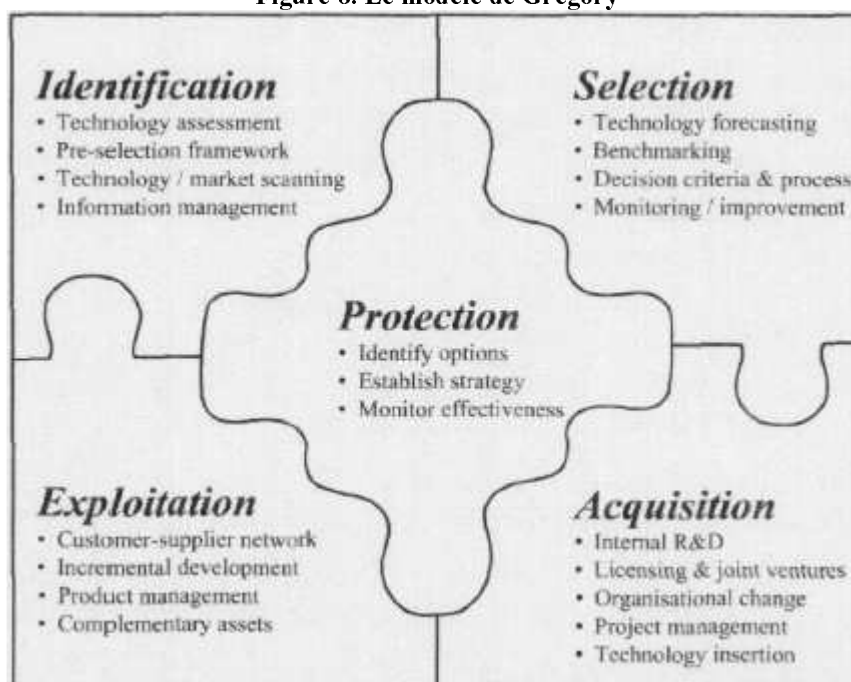 Figure 6: Le modèle de Gregory
Identification
• Technology assessment
• Pre-selection framework
• Technology / market scanning
• Information management
Selection
• Technology forecasting
• Benchmarking
• Decision criteria & process
• Monitoring / improvement
Protection
• Identify options
• Establish strategy
• Monitor effectiveness
Exploitation
• Customer-supplier network
• Incremental development
• Product management
• Complementary assets
Acquisition
• Internal R&D
• Licensing & joint ventures
• Organisational change
• Project management
• Technology insertion